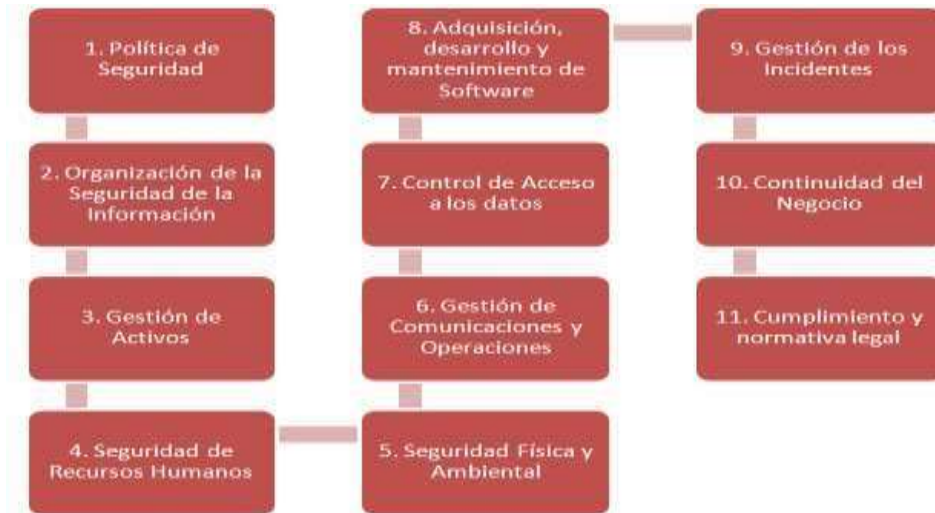 1. Política de
Seguridad
2. Organización de la
Seguridad de la
Información
3. Gestión de
Activos
4. Seguridad de
Recursos Humanos
5. Seguridad Física y
Ambiental
6. Gestión de
Comunicaciones y
Operaciones
7. Control de Acceso
a los datos
8. Adquisición,
desarrollo y
mantenimiento de
Software
9. Gestión de los
Incidentes
10. Continuidad del
Negocio
11. Cumplimiento y
normativa legal